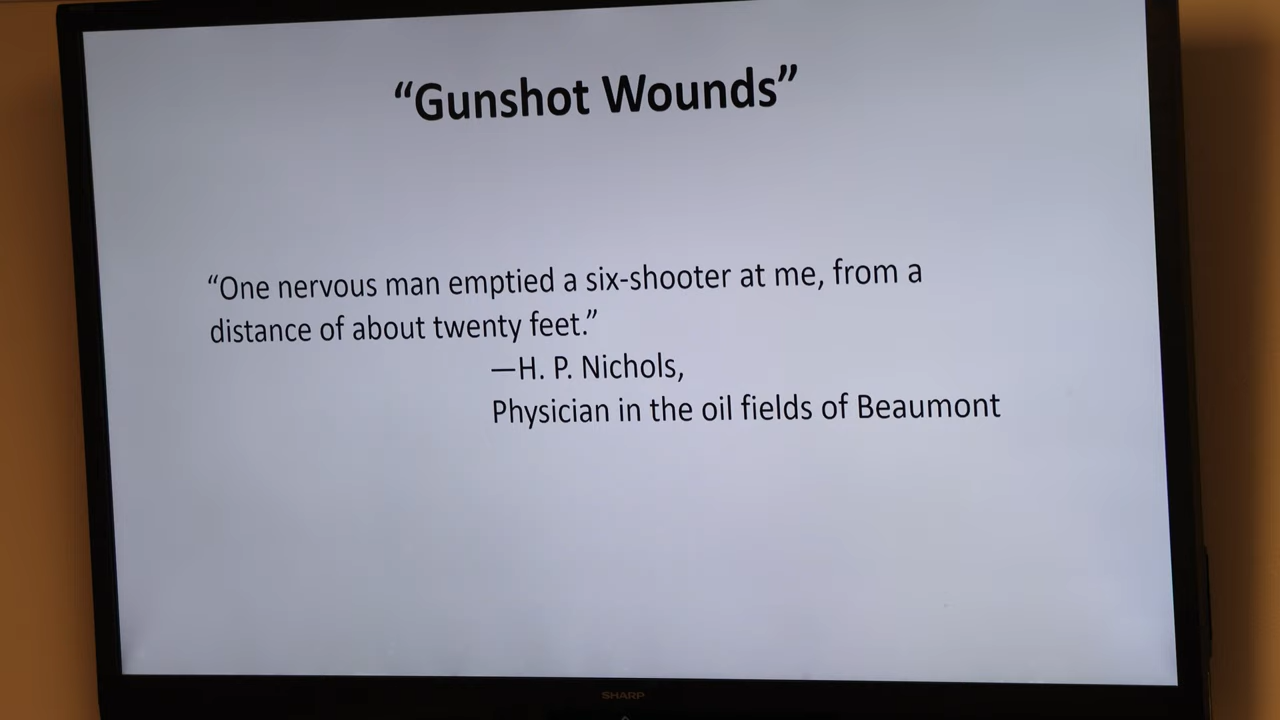 “Gunshot Wounds”
“One nervous man emptied a six-shooter at me, from a
distance of about twenty feet.”
—H. P. Nichols,
Physician in the oil fields of Beaumont
SHARP